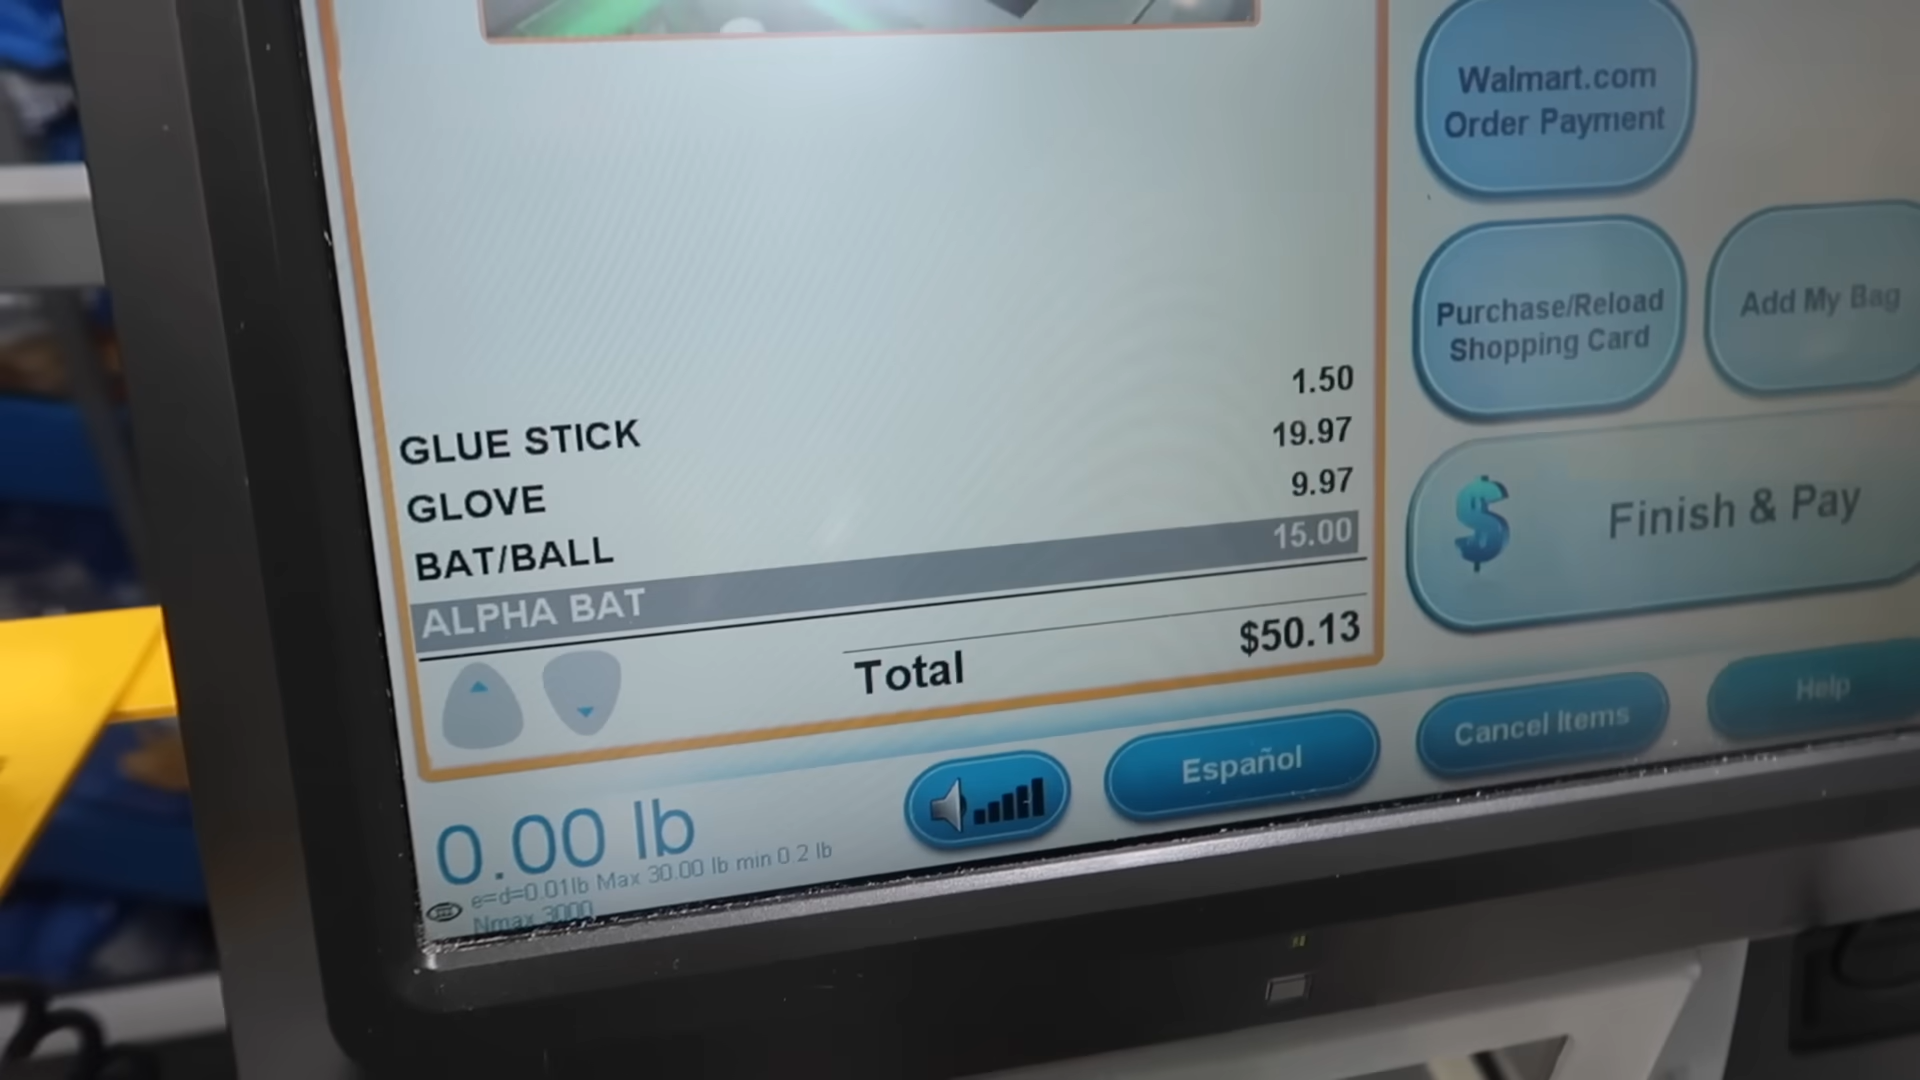 Walmart.com
Order Payment
Purchase/Reload
Shopping Card
Add My Bag
GLUE STICK 1.50
GLOVE 19.97
BAT/BALL 9.97
ALPHA BAT 15.00
$ Finish & Pay
Total $50.13
Español
Cancel Items
Help
0.00 lb
e=d=0.01lb Max 30.00 lb min 0.2 lb
Nmax 3000